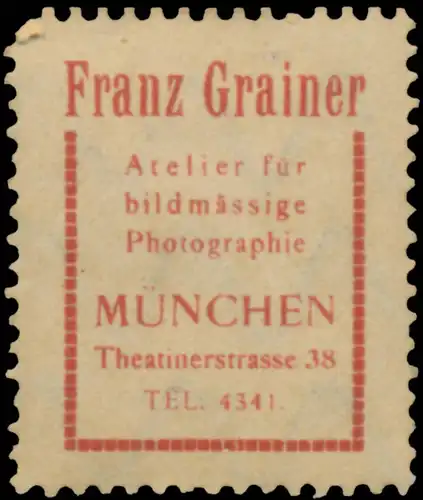 Franz Grainer
Atelier für
bildmässige
Photographie
MÜNCHEN
Theatinerstrasse 38
TEL. 4341.